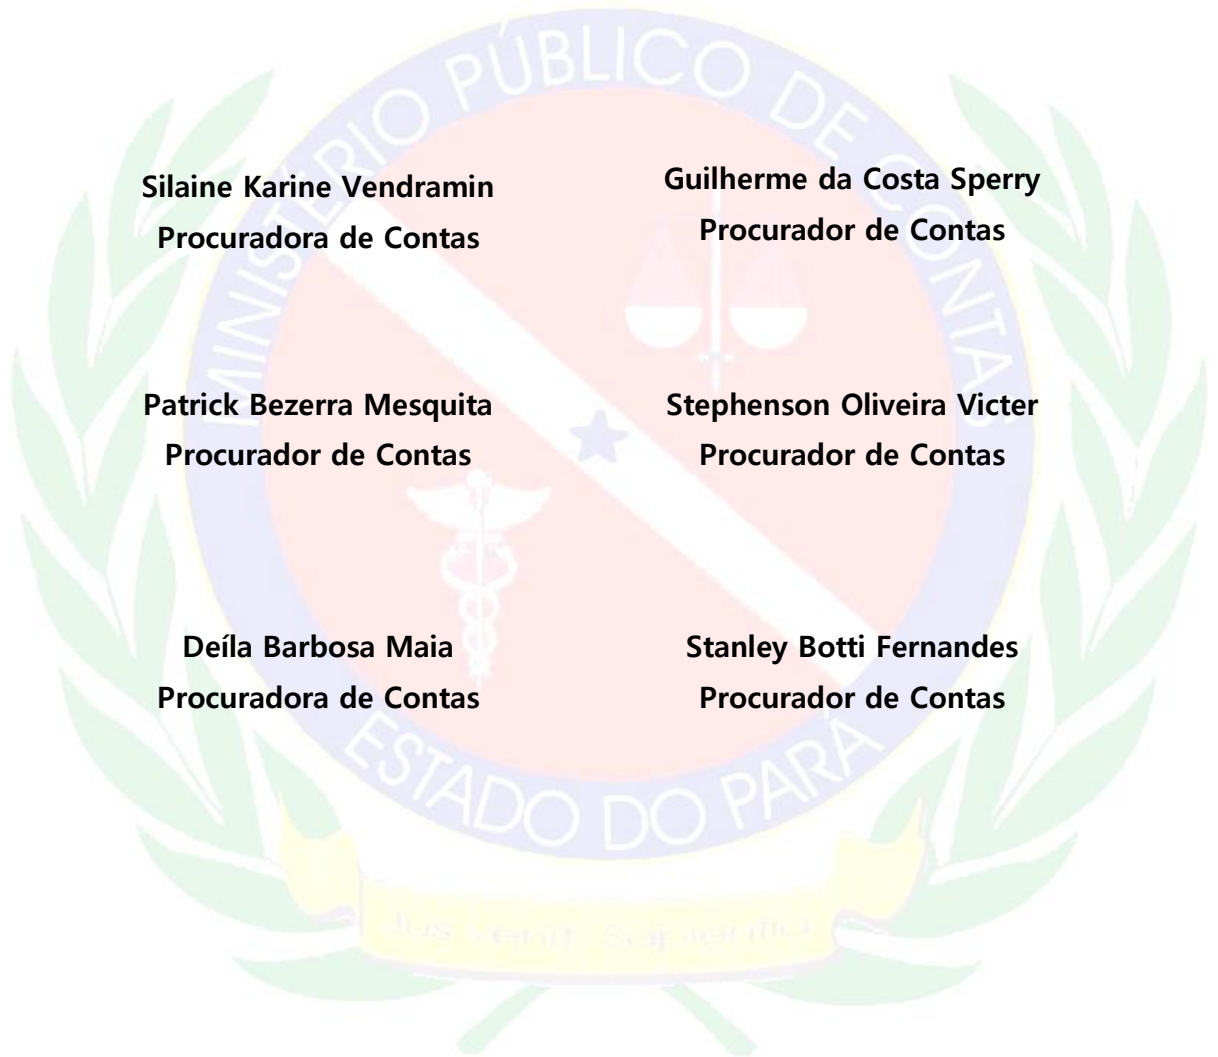 MINISTÉRIO PÚBLICO DE CONTAS
Silaine Karine Vendramin
Procuradora de Contas
Guilherme da Costa Sperry
Procurador de Contas
Patrick Bezerra Mesquita
Procurador de Contas
Stephenson Oliveira Victer
Procurador de Contas
Deíla Barbosa Maia
Procuradora de Contas
Stanley Botti Fernandes
Procurador de Contas
ESTADO DO PARÁ